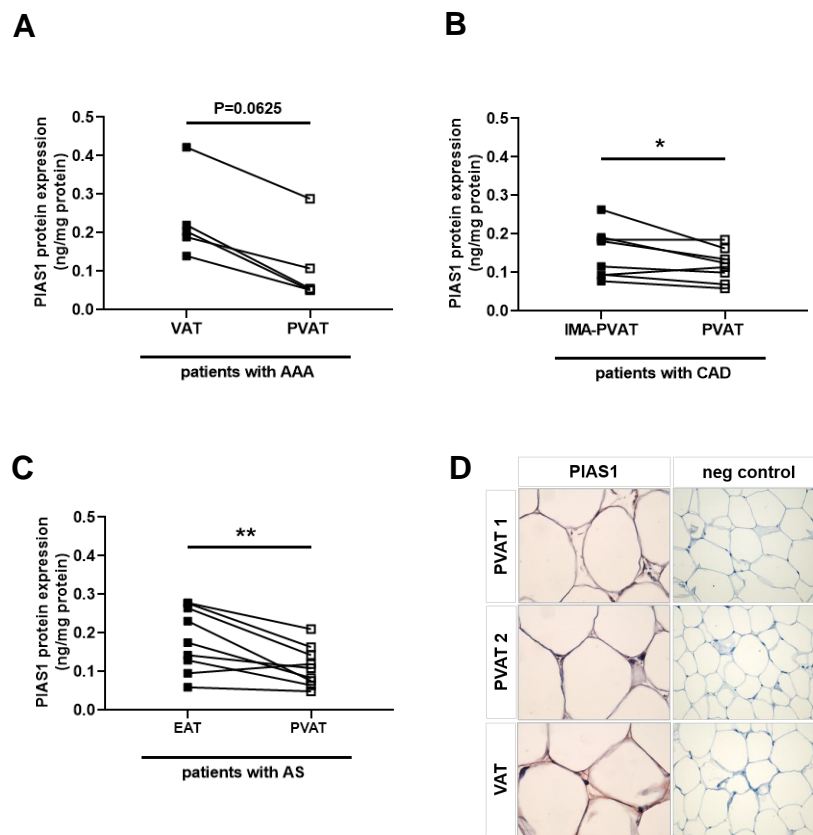 A
P=0.0625
PIAS1 protein expression
(ng/mg protein)
0.5
0.4
0.3
0.2
0.1
0.0
VAT PVAT
patients with AAA
B
*
PIAS1 protein expression
(ng/mg protein)
0.5
0.4
0.3
0.2
0.1
0.0
IMA-PVAT PVAT
patients with CAD
C
**
PIAS1 protein expression
(ng/mg protein)
0.5
0.4
0.3
0.2
0.1
0.0
EAT PVAT
patients with AS
D
PIAS1 neg control
PVAT 1
PVAT 2
VAT